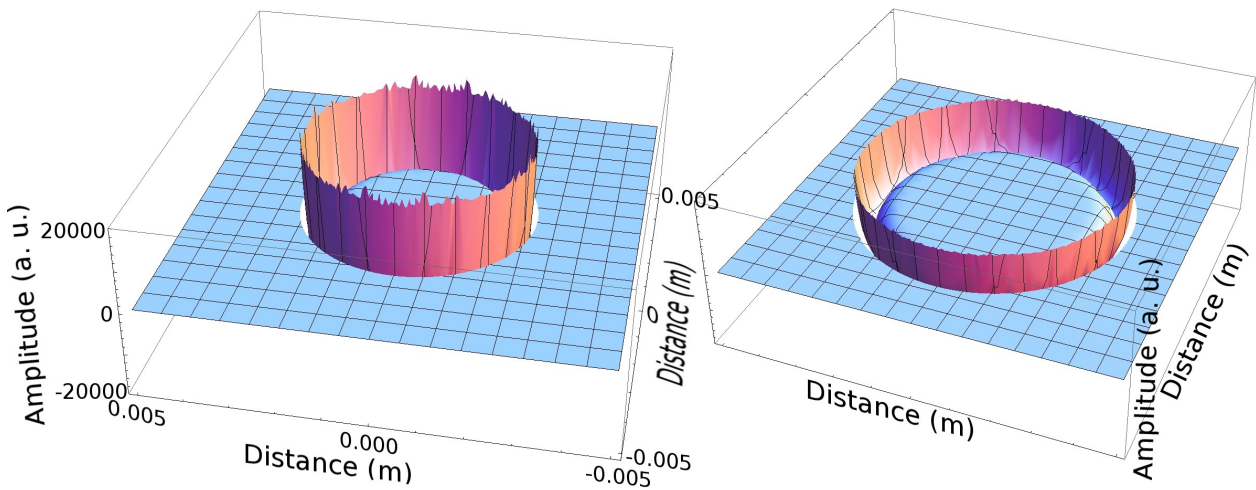 20000
0
-20000
Amplitude (a. u.)
0.005
0.000
-0.005
Distance (m)
0.005
0
-0.005
Distance (m)
Distance (m)
Amplitude (a. u.)
Distance (m)